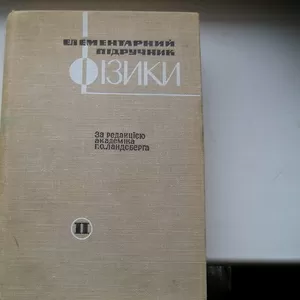 ЕЛЕМЕНТАРНИЙ
ПІДРУЧНИК
ФІЗИКИ
За редакцією
академіка
Г.О.Ландсберга
II